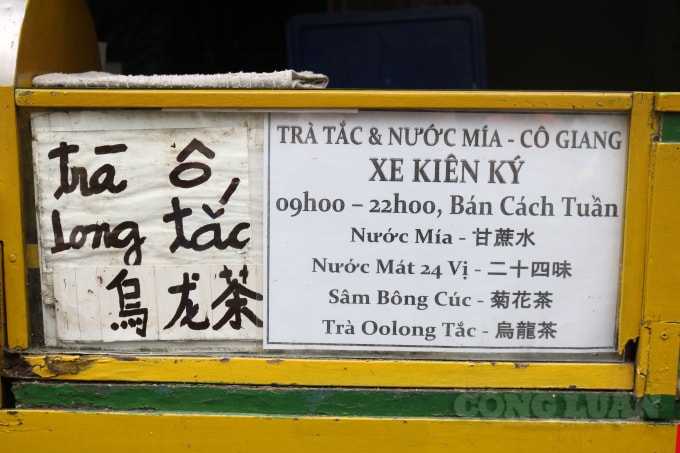 trà ô
Long tắc
烏龙茶
TRÀ TẮC & NƯỚC MÍA - CÔ GIANG
XE KIÊN KÝ
09h00 – 22h00, Bán Cách Tuần
Nước Mía - 甘蔗水
Nước Mát 24 Vị - 二十四味
Sâm Bông Cúc - 菊花茶
Trà Oolong Tắc - 烏龍茶
CONG LUAN